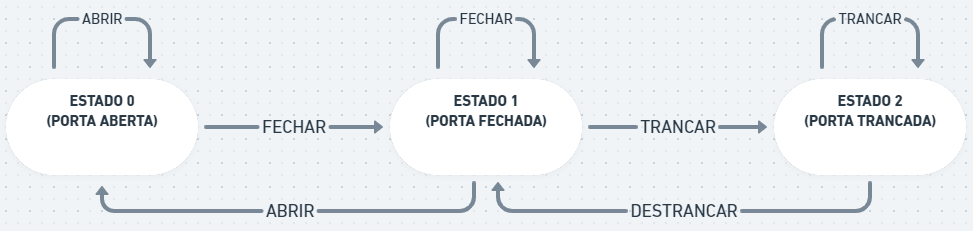 ABRIR
FECHAR
TRANCAR
ESTADO 0
(PORTA ABERTA)
ESTADO 1
(PORTA FECHADA)
ESTADO 2
(PORTA TRANCADA)
FECHAR
TRANCAR
ABRIR
DESTRANCAR